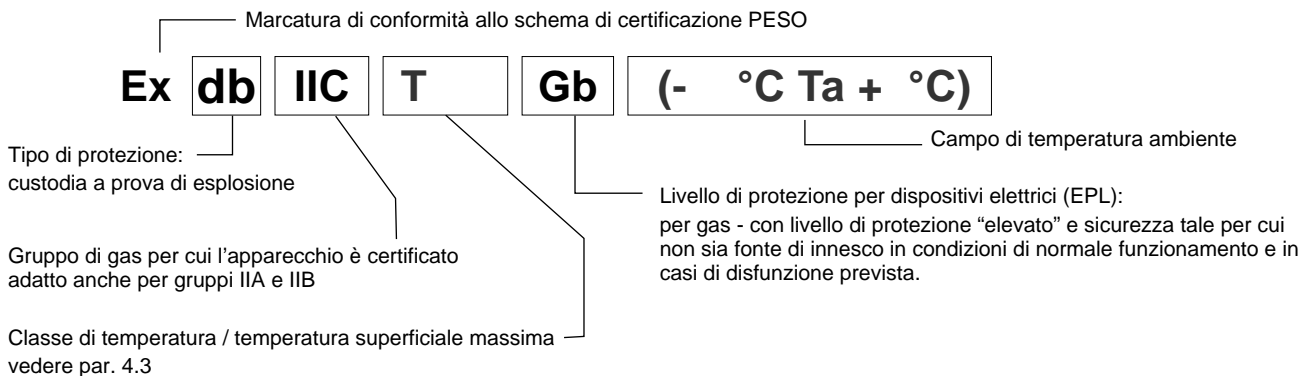 Marcatura di conformità allo schema di certificazione PESO
Ex db IIC T Gb (- °C Ta + °C)
Campo di temperatura ambiente
Tipo di protezione:
custodia a prova di esplosione
Livello di protezione per dispositivi elettrici (EPL):
per gas - con livello di protezione “elevato” e sicurezza tale per cui
non sia fonte di innesco in condizioni di normale funzionamento e in
casi di disfunzione prevista.
Gruppo di gas per cui l'apparecchio è certificato
adatto anche per gruppi IIA e IIB
Classe di temperatura / temperatura superficiale massima
vedere par. 4.3